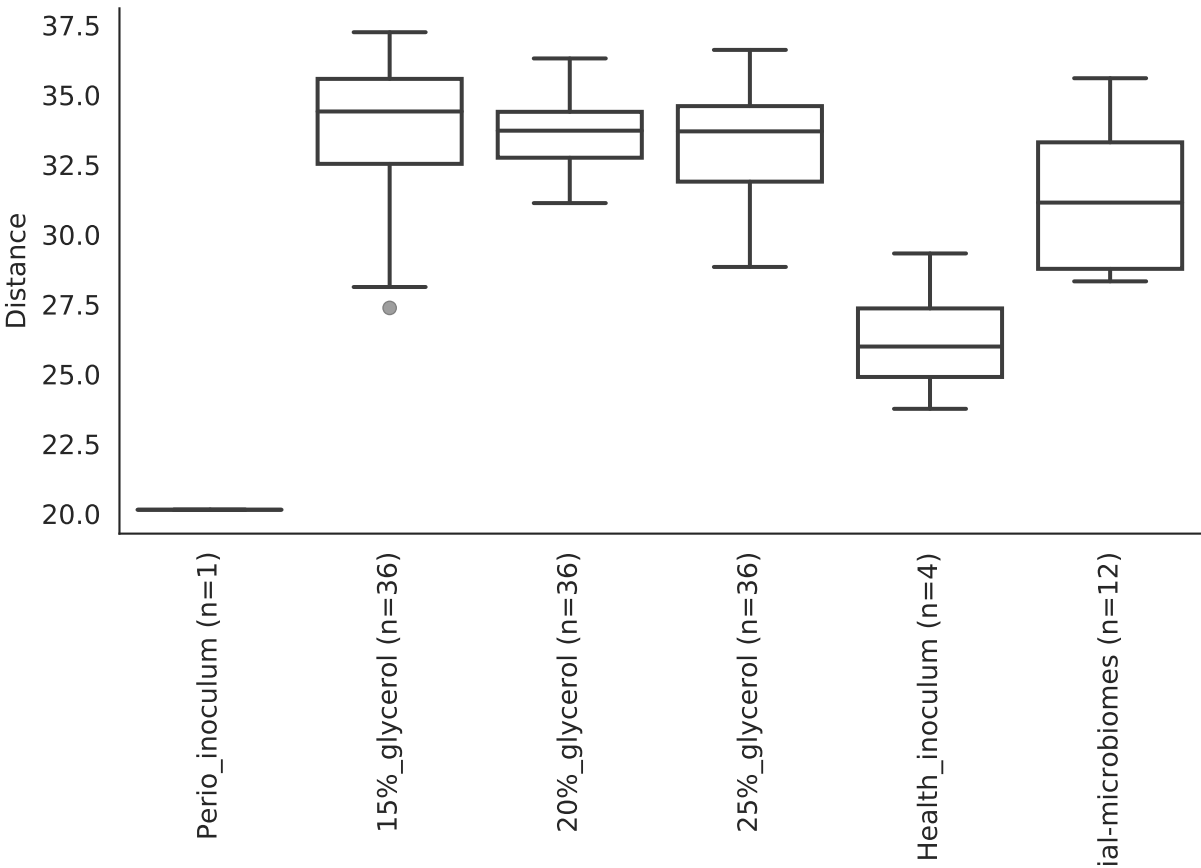 37.5
35.0
32.5
30.0
27.5
25.0
22.5
20.0
Distance
Perio_inoculum (n=1)
15%_glycerol (n=36)
20%_glycerol (n=36)
25%_glycerol (n=36)
Health_inoculum (n=4)
ial-microbiomes (n=12)